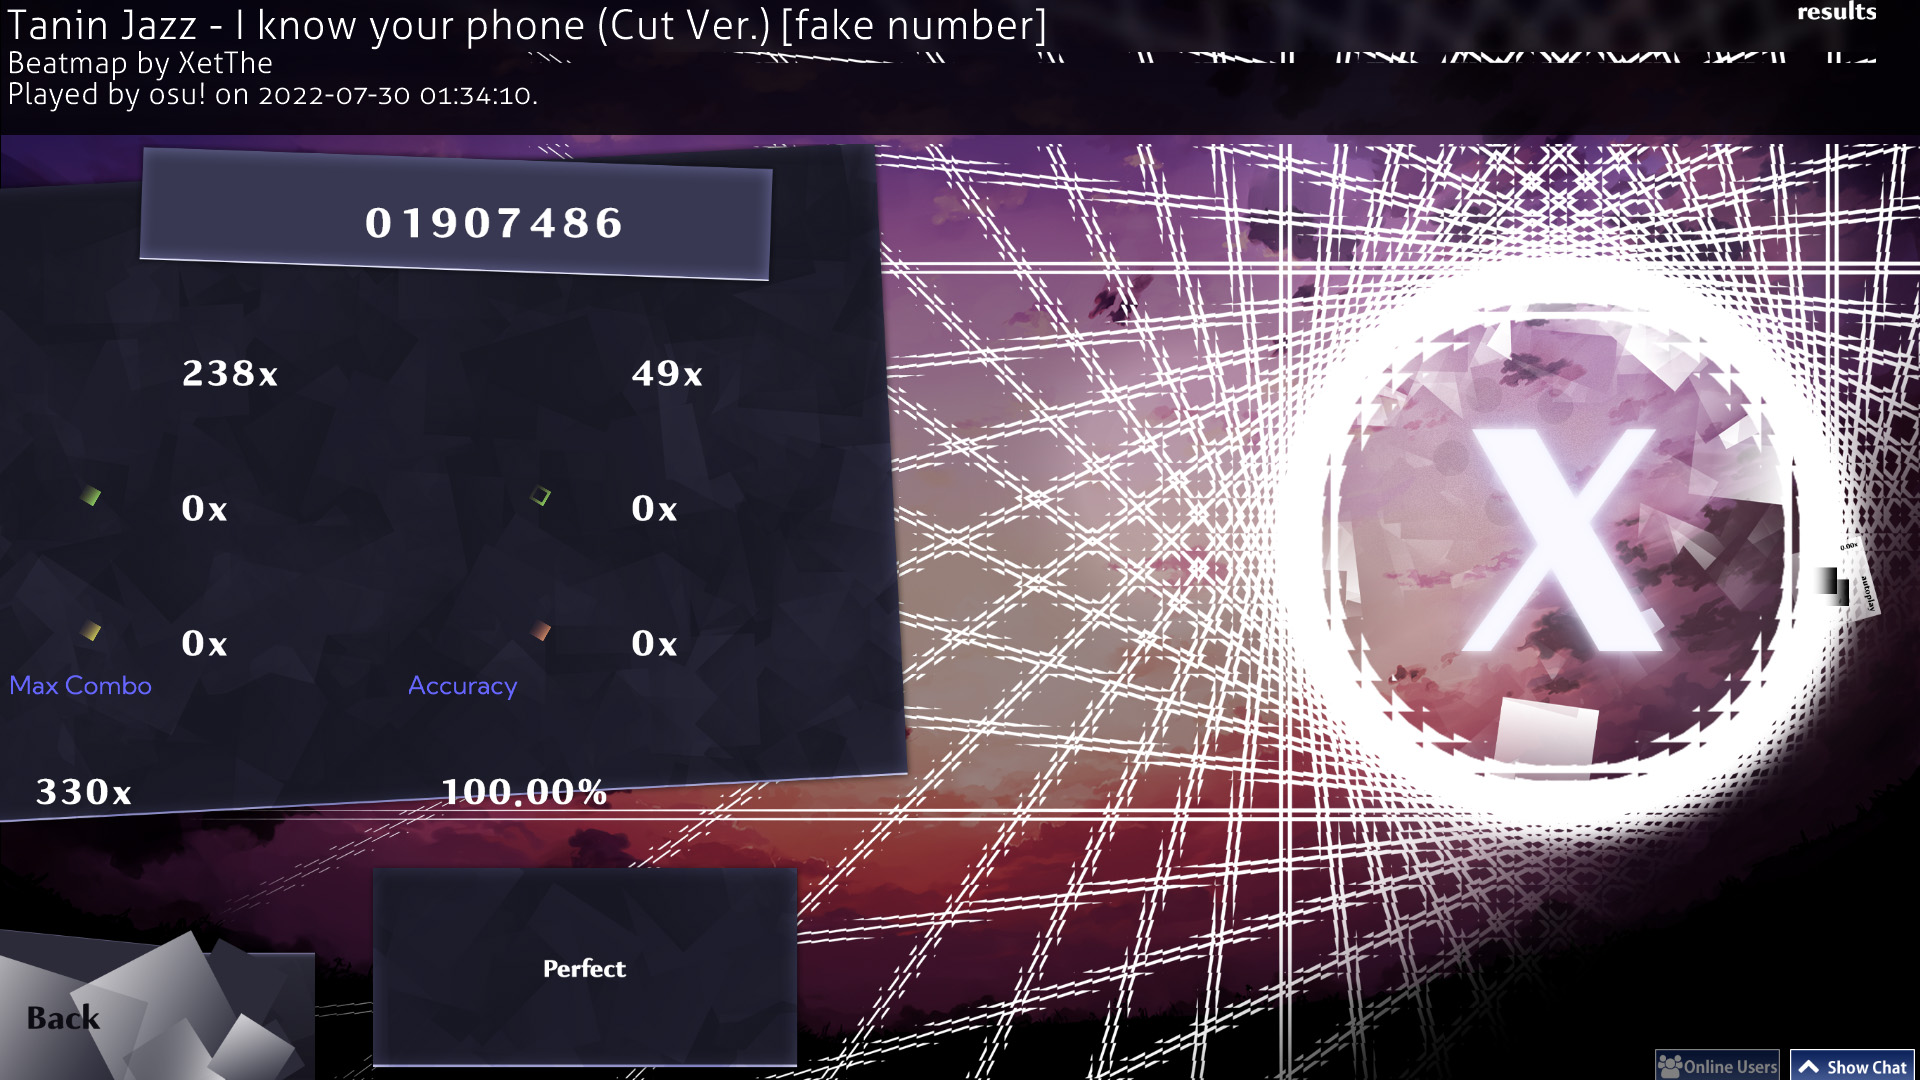 Tanin Jazz - I know your phone (Cut Ver.) [fake number]
results
Beatmap by XetThe
Played by osu! on 2022-07-30 01:34:10.
01907486
238x
49x
0x
0x
0x
0x
Max Combo
Accuracy
330x
100.00%
X
0.00x
autoplay
Perfect
Back
Online Users
Show Chat